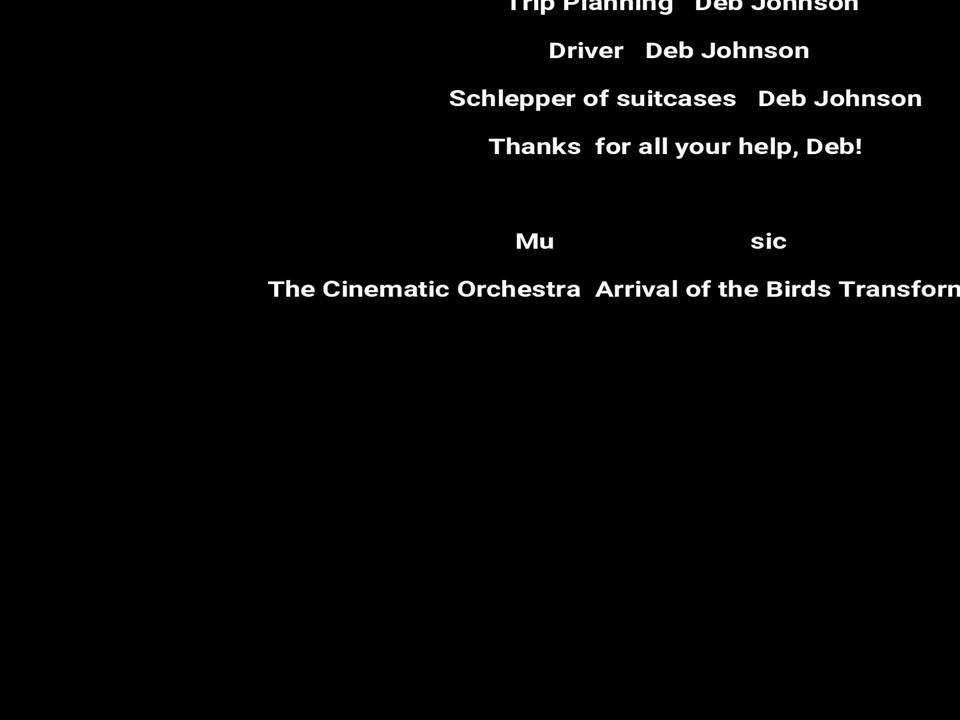 Trip Planning Deb Johnson
Driver Deb Johnson
Schlepper of suitcases Deb Johnson
Thanks for all your help, Deb!
Mu sic
The Cinematic Orchestra Arrival of the Birds Transforn